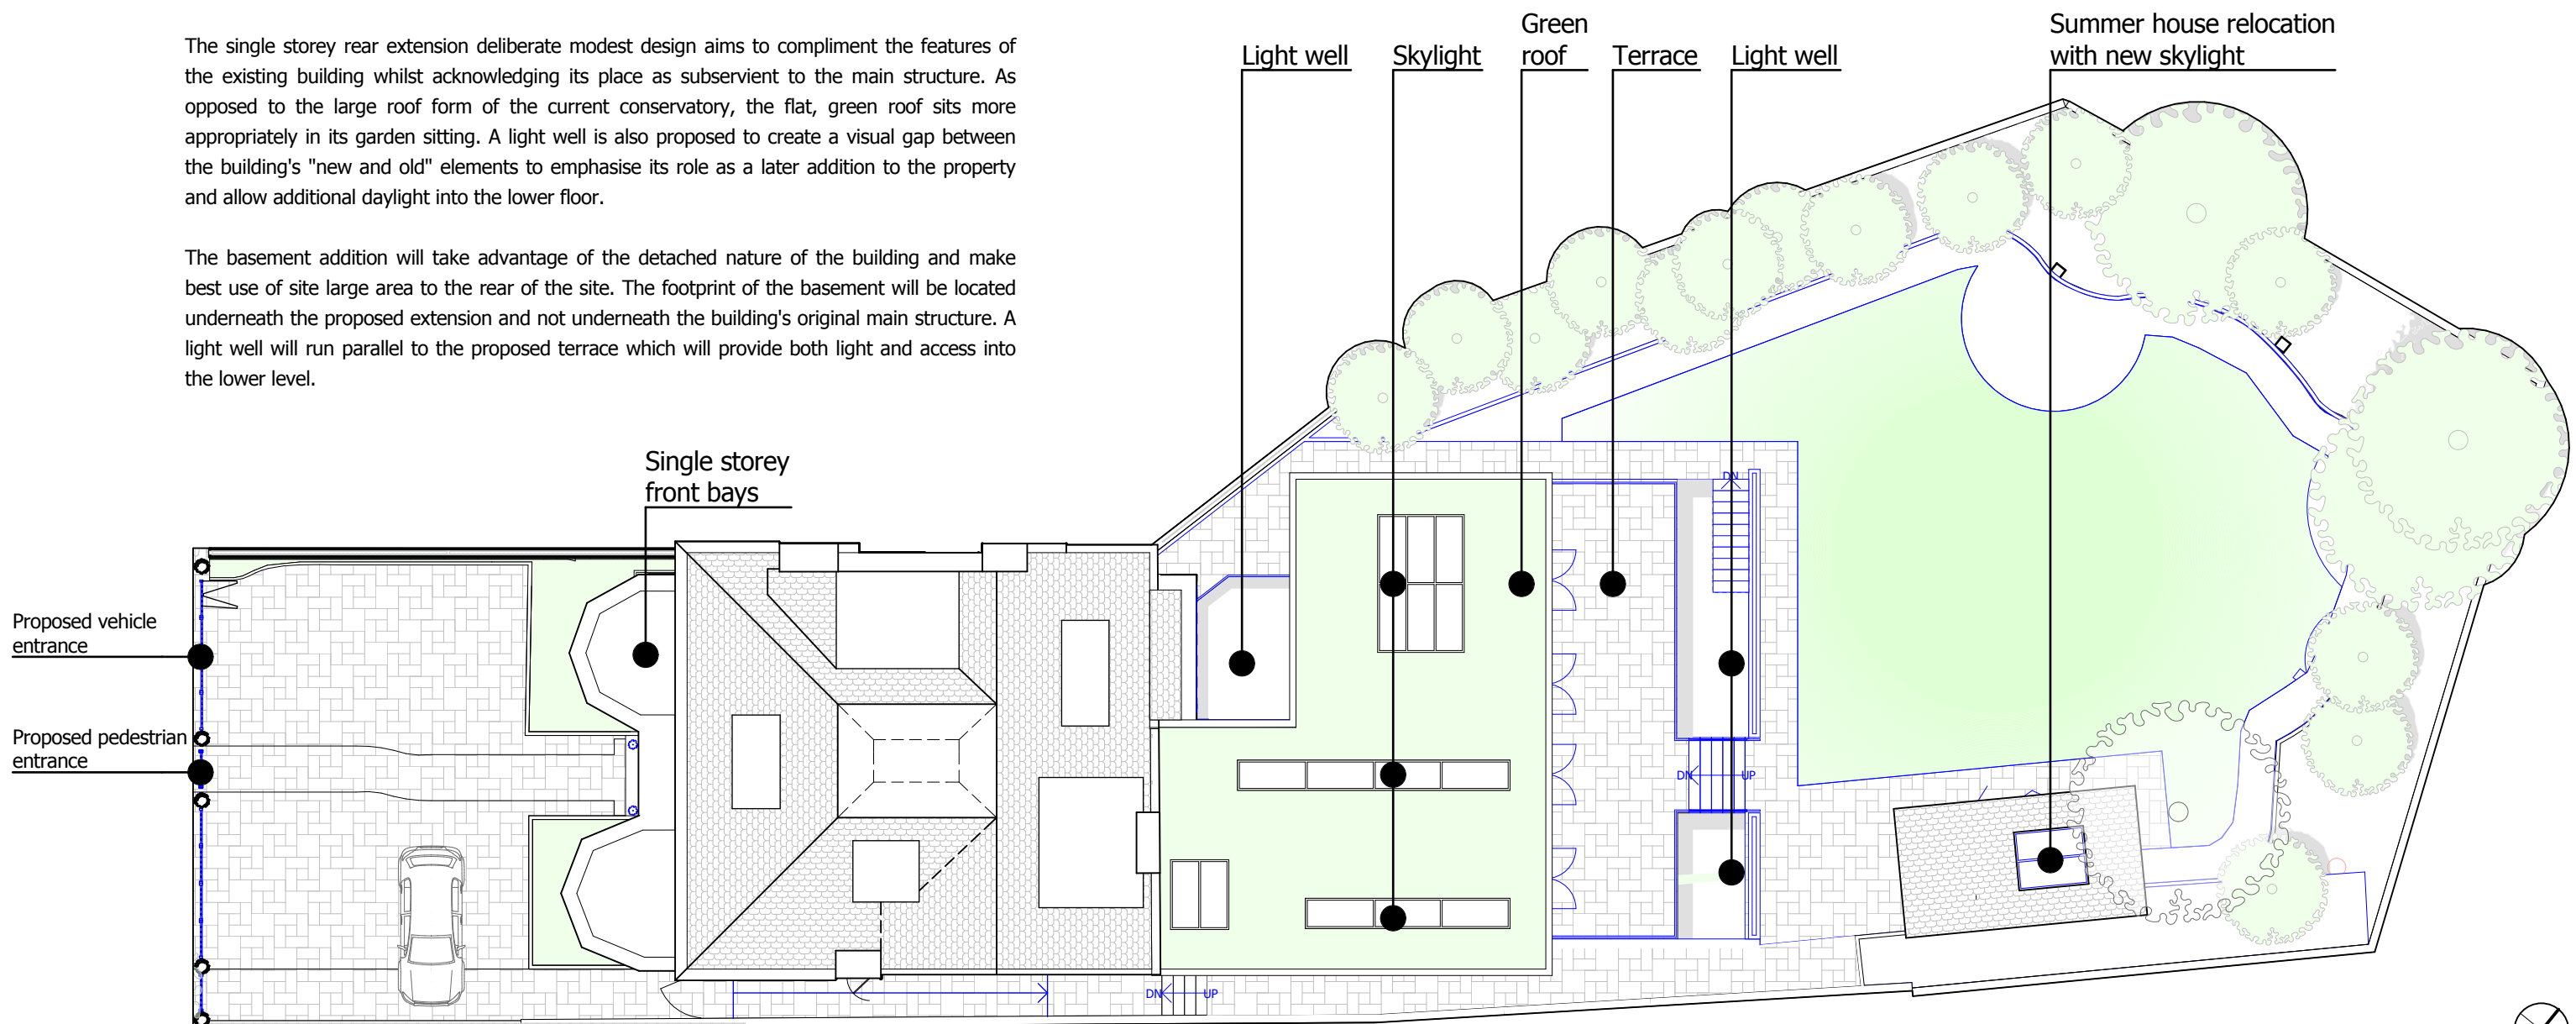 The single storey rear extension deliberate modest design aims to compliment the features of
the existing building whilst acknowledging its place as subservient to the main structure. As
opposed to the large roof form of the current conservatory, the flat, green roof sits more
appropriately in its garden sitting. A light well is also proposed to create a visual gap between
the building's "new and old" elements to emphasise its role as a later addition to the property
and allow additional daylight into the lower floor.
The basement addition will take advantage of the detached nature of the building and make
best use of site large area to the rear of the site. The footprint of the basement will be located
underneath the proposed extension and not underneath the building's original main structure. A
light well will run parallel to the proposed terrace which will provide both light and access into
the lower level.
Light well
Skylight
Green
roof
Terrace
Light well
Summer house relocation
with new skylight
Single storey
front bays
Proposed vehicle
entrance
Proposed pedestrian
entrance
DN
DN UP
DN UP